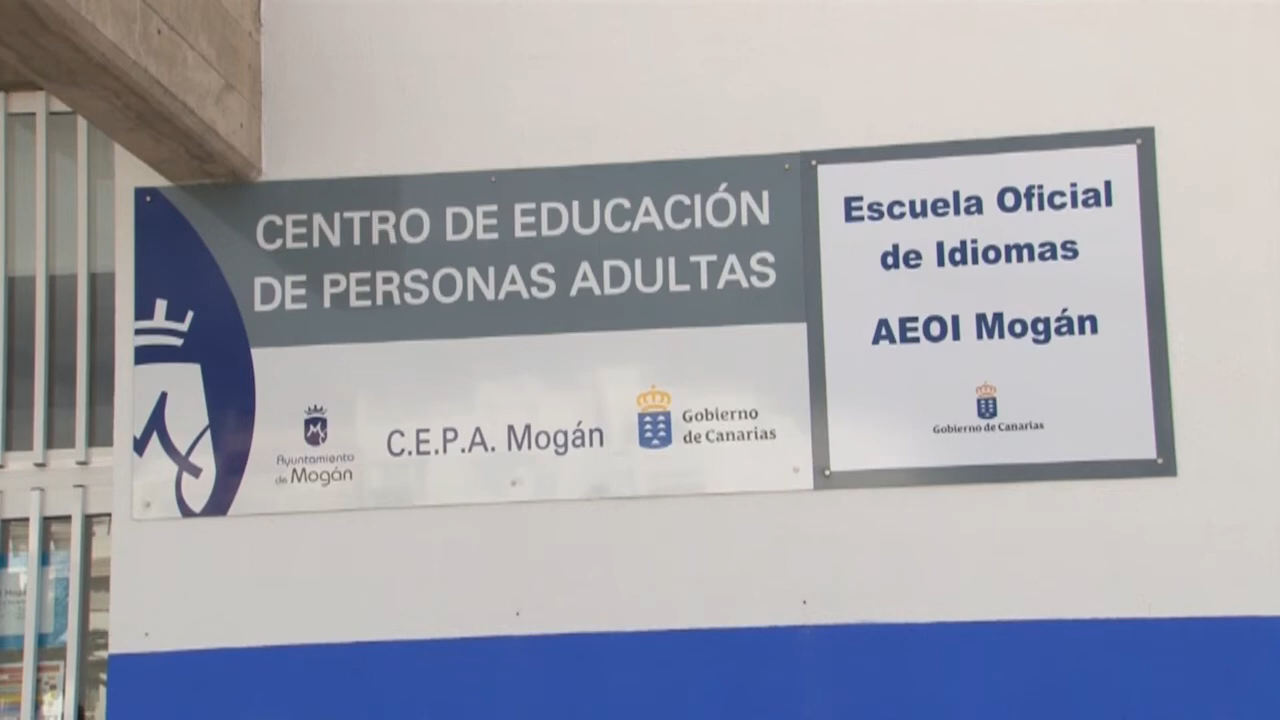 CENTRO DE EDUCACIÓN
DE PERSONAS ADULTAS
Ayuntamiento
de Mogán
C.E.P.A. Mogán
Gobierno
de Canarias
Escuela Oficial
de Idiomas
AEOI Mogán
Gobierno de Canarias